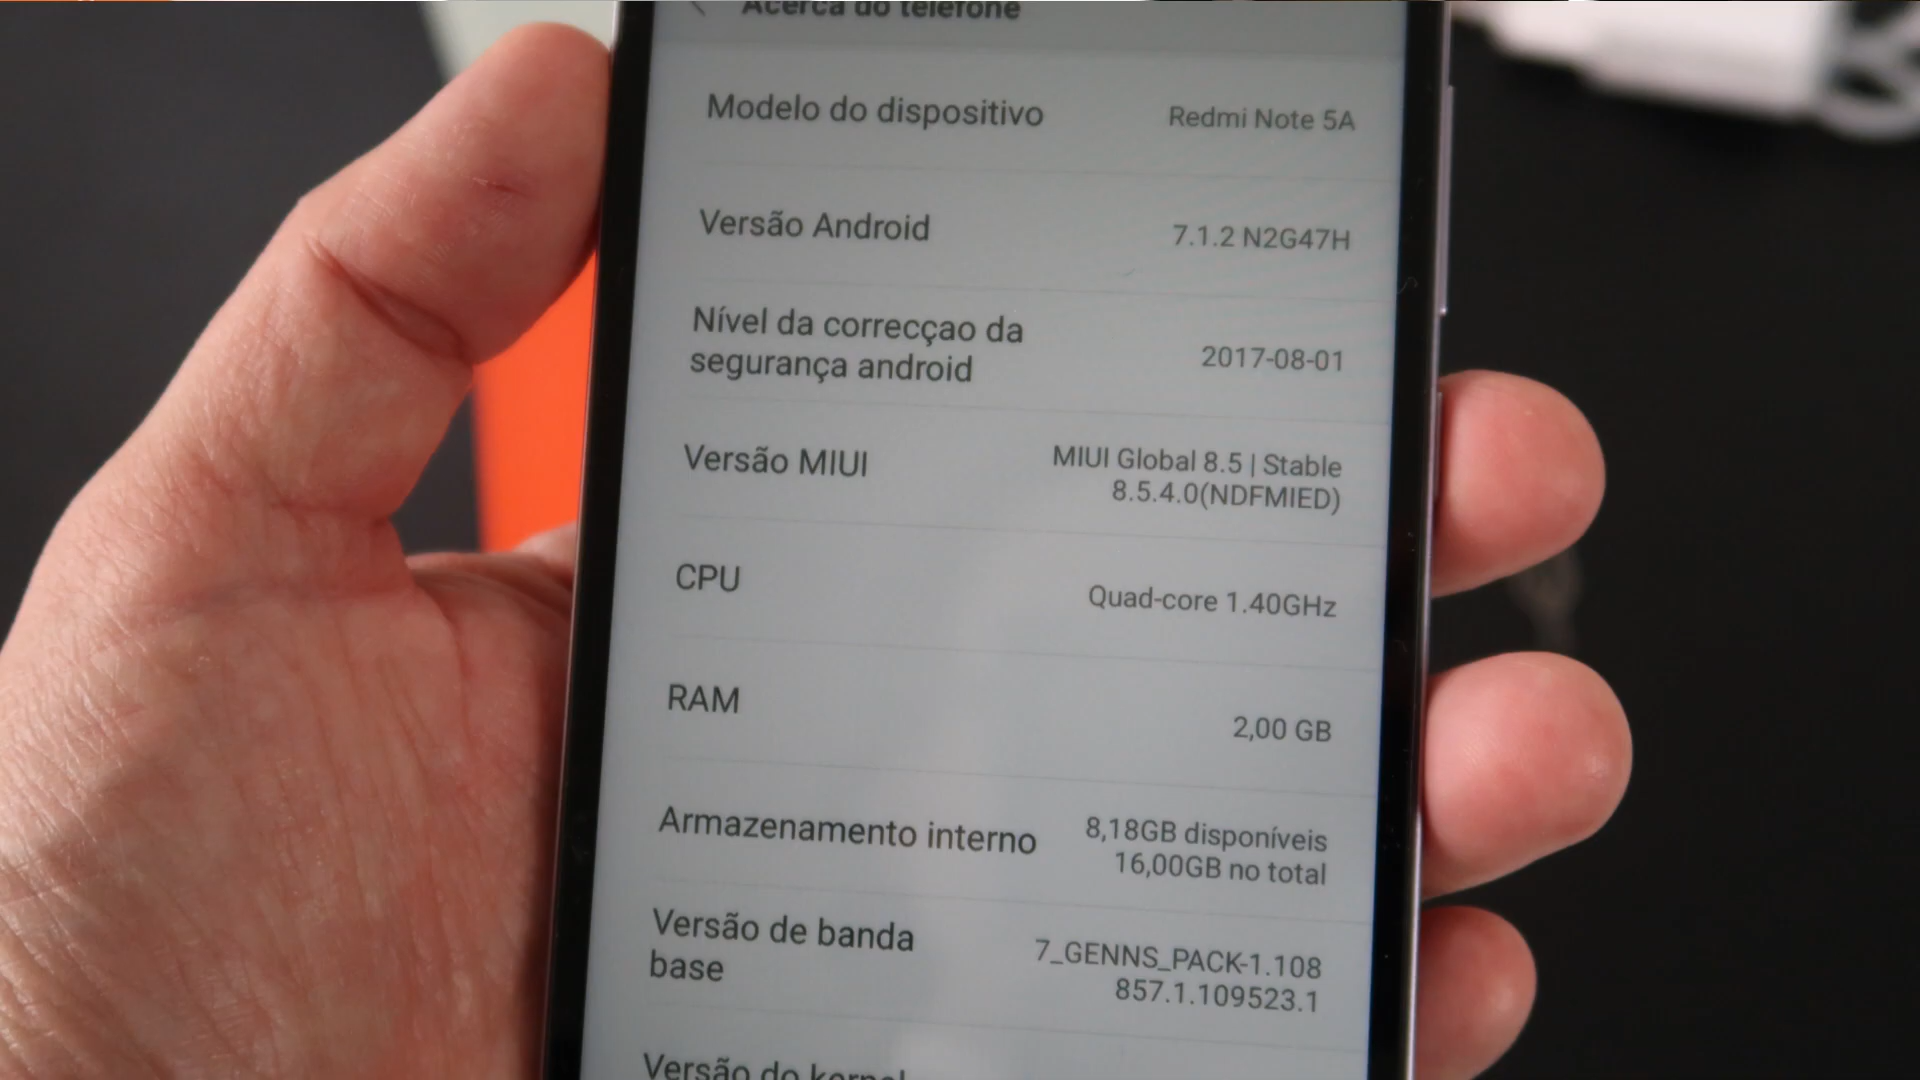 Acerca do telefone
Modelo do dispositivo
Redmi Note 5A
Versão Android
7.1.2 N2G47H
Nível da correcçao da
segurança android
2017-08-01
Versão MIUI
MIUI Global 8.5 | Stable
8.5.4.0(NDFMIED)
CPU
Quad-core 1.40GHz
RAM
2,00 GB
Armazenamento interno
8,18GB disponíveis
16,00GB no total
Versão de banda
base
7_GENNS_PACK-1.108
857.1.109523.1
Versão do kernel